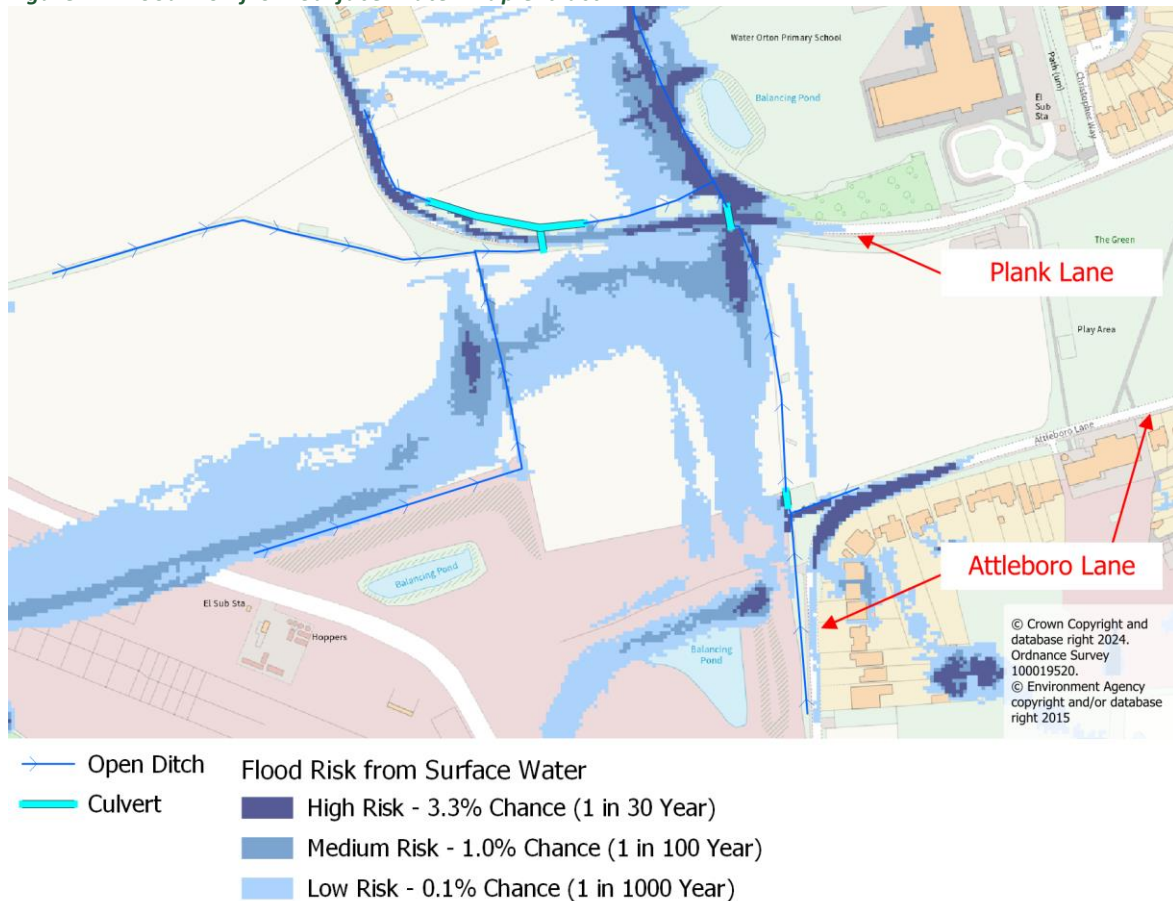 Water Orton Primary School
Balancing Pond
El Sub
Sta
Path (um)
Christopher Way
The Green
Plank Lane
Play Area
Attleboro Lane
Attleboro Lane
Balancing Pond
El Sub Sta
Hoppers
Balancing
Pond
© Crown Copyright and
database right 2024.
Ordnance Survey
100019520.
© Environment Agency
copyright and/or database
right 2015
Open Ditch
Culvert
Flood Risk from Surface Water
High Risk - 3.3% Chance (1 in 30 Year)
Medium Risk - 1.0% Chance (1 in 100 Year)
Low Risk - 0.1% Chance (1 in 1000 Year)